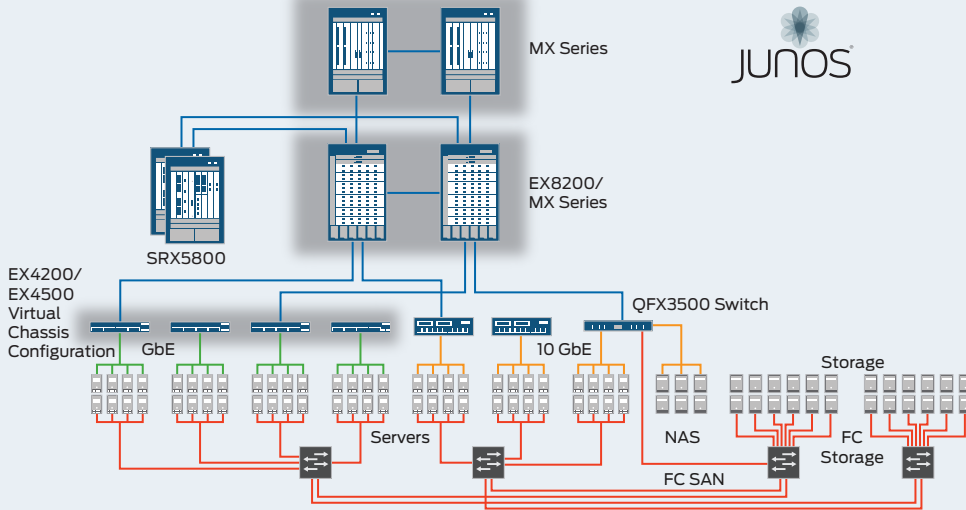 MX Series
JUNOS
EX8200/
MX Series
SRX5800
EX4200/
EX4500
Virtual
Chassis
Configuration
GbE
10 GbE
QFX3500 Switch
Storage
Servers
NAS
FC
Storage
FC SAN